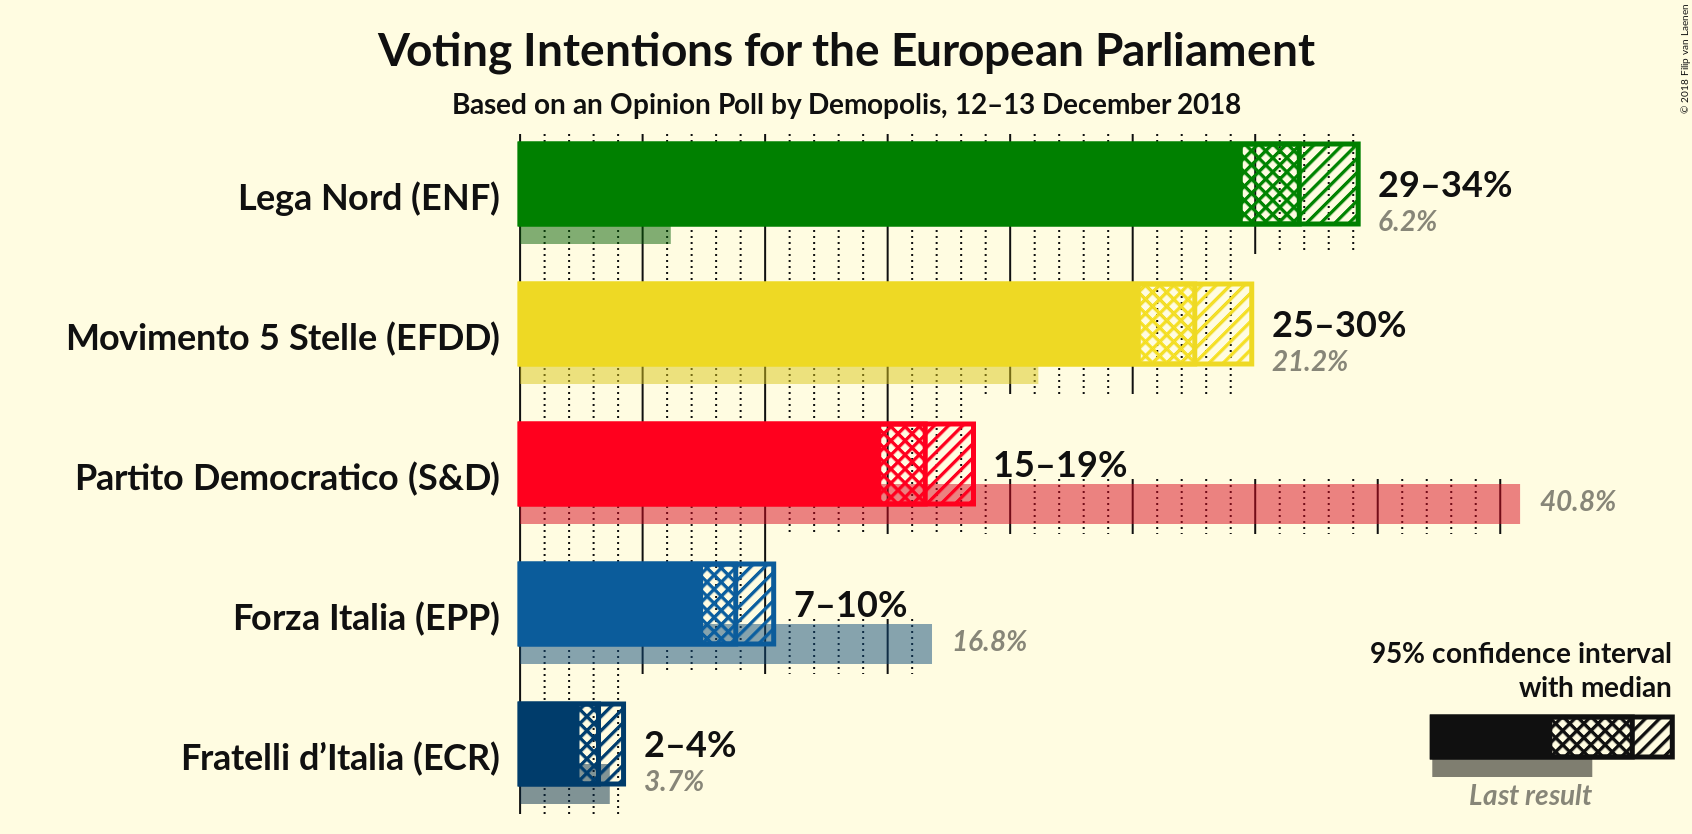 Voting Intentions for the European Parliament
Based on an Opinion Poll by Demopolis, 12–13 December 2018
© 2018 Filip van Laenen
Lega Nord (ENF)
29–34%
6.2%
Movimento 5 Stelle (EFDD)
25–30%
21.2%
Partito Democratico (S&D)
15–19%
40.8%
Forza Italia (EPP)
7–10%
16.8%
Fratelli d’Italia (ECR)
2–4%
3.7%
95% confidence interval
with median
Last result